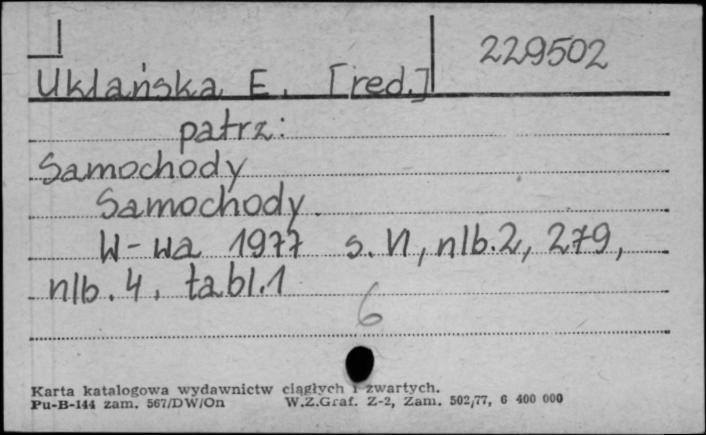 229502
Uklańska E. [red.]
patrz:
Samochody
Samochody.
W-wa 1977 s. VI, nlb.2, 279,
nlb. 4, tabl.1
6
Karta katalogowa wydawnictw ciągłych i zwartych.
Pu-B-144 zam. 567/DW/On W.Z.Graf. Z-2, Zam. 502/77, 6 400 000